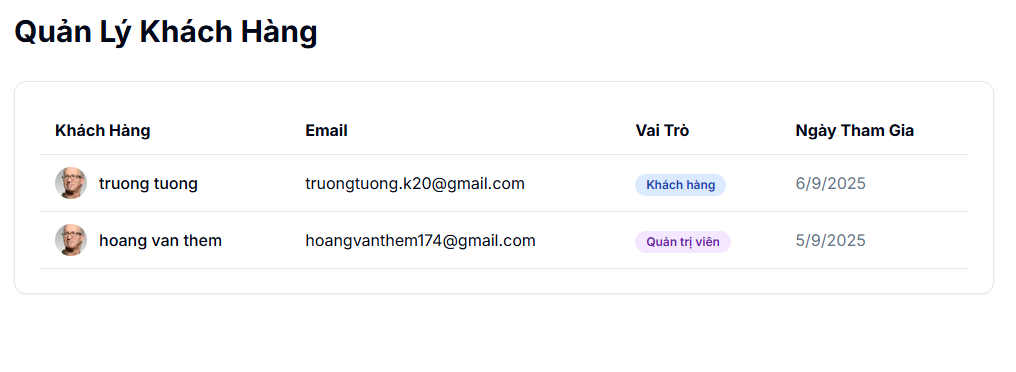 Quản Lý Khách Hàng
Khách Hàng Email Vai Trò Ngày Tham Gia
truong tuong truongtuong.k20@gmail.com Khách hàng 6/9/2025
hoang van them hoangvanthem174@gmail.com Quản trị viên 5/9/2025